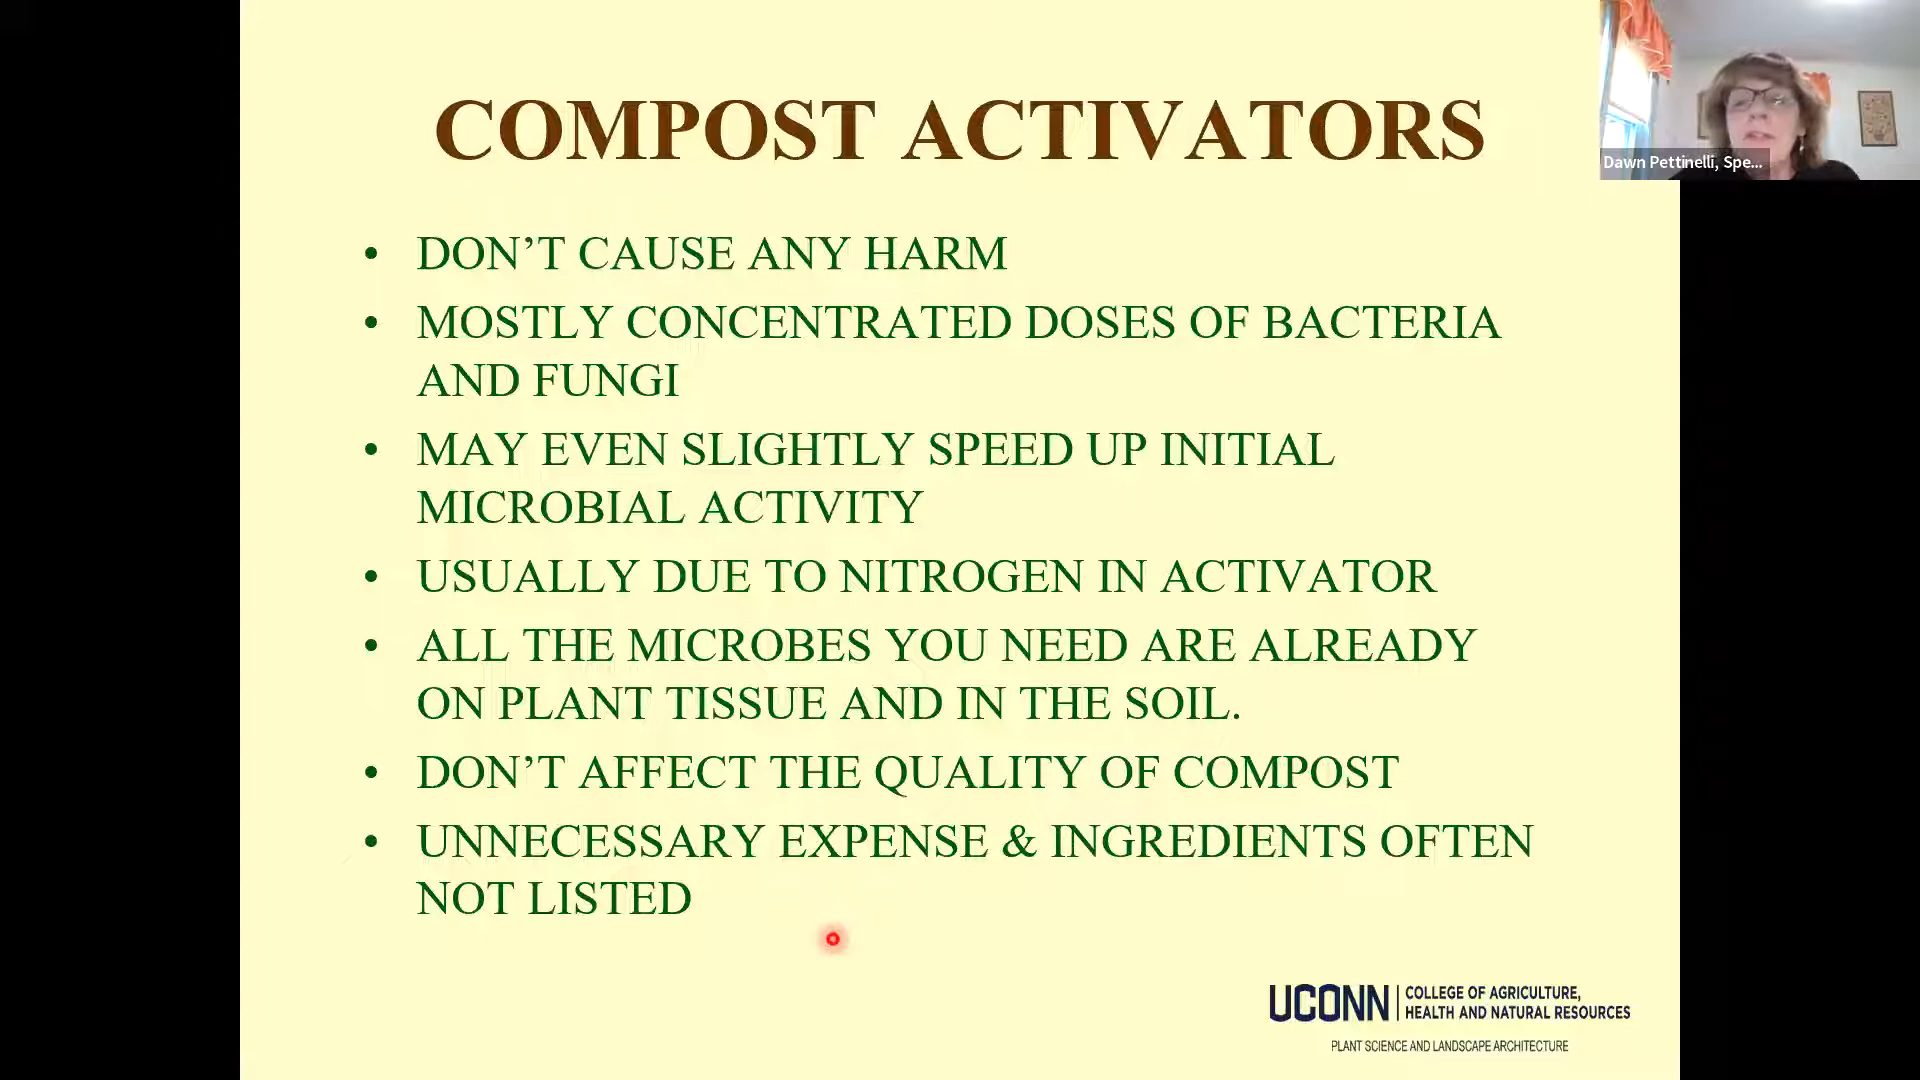 COMPOST ACTIVATORS
Dawn Pettinelli, Spe...
• DON’T CAUSE ANY HARM
• MOSTLY CONCENTRATED DOSES OF BACTERIA
AND FUNGI
• MAY EVEN SLIGHTLY SPEED UP INITIAL
MICROBIAL ACTIVITY
• USUALLY DUE TO NITROGEN IN ACTIVATOR
• ALL THE MICROBES YOU NEED ARE ALREADY
ON PLANT TISSUE AND IN THE SOIL.
• DON’T AFFECT THE QUALITY OF COMPOST
• UNNECESSARY EXPENSE & INGREDIENTS OFTEN
NOT LISTED
UCONN
COLLEGE OF AGRICULTURE,
HEALTH AND NATURAL RESOURCES
PLANT SCIENCE AND LANDSCAPE ARCHITECTURE